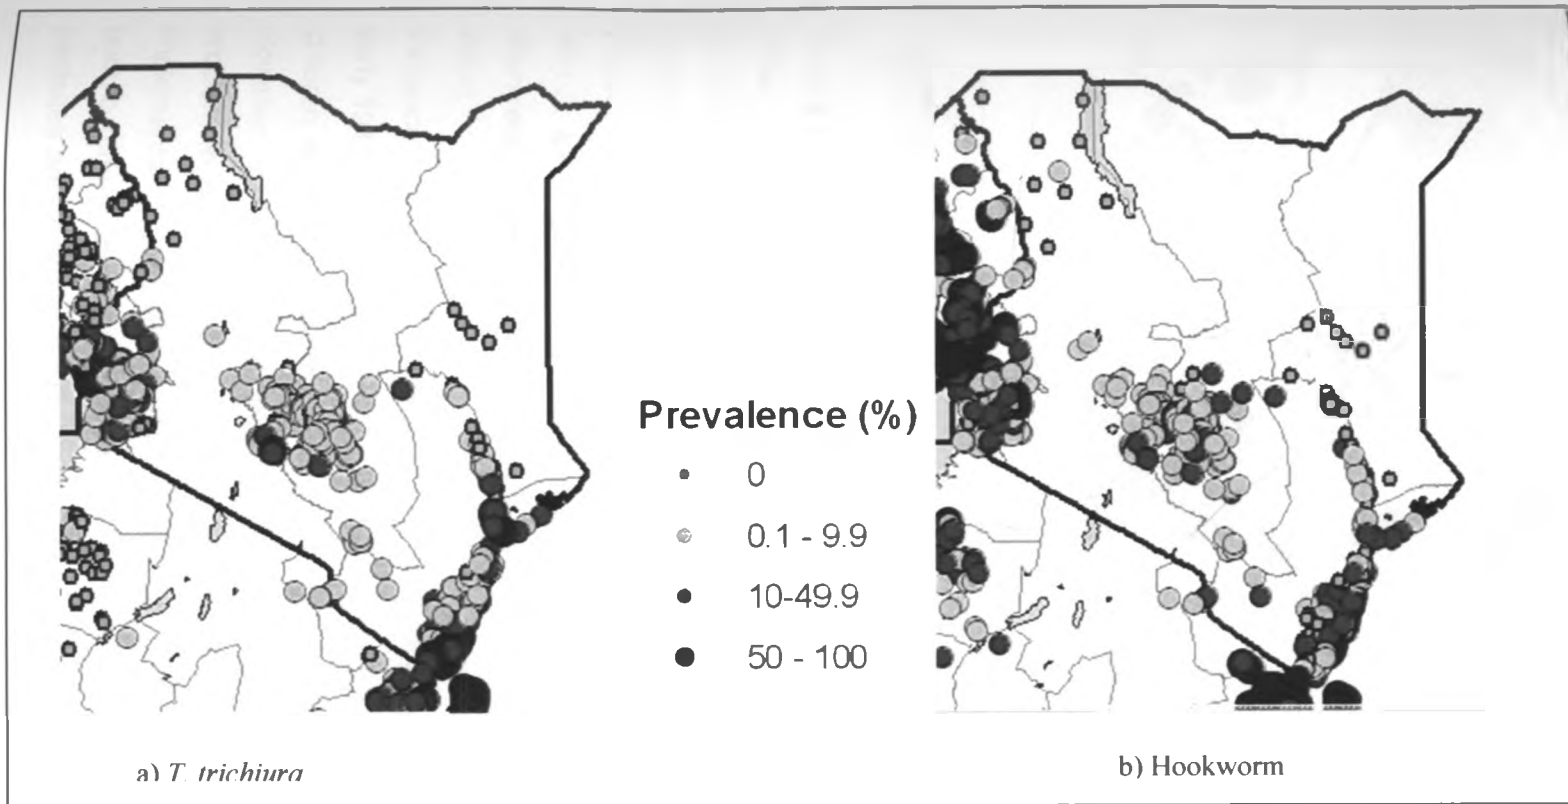 Prevalence (%)
0
0.1 - 9.9
10-49.9
50 - 100
a) T. trichiura
b) Hookworm